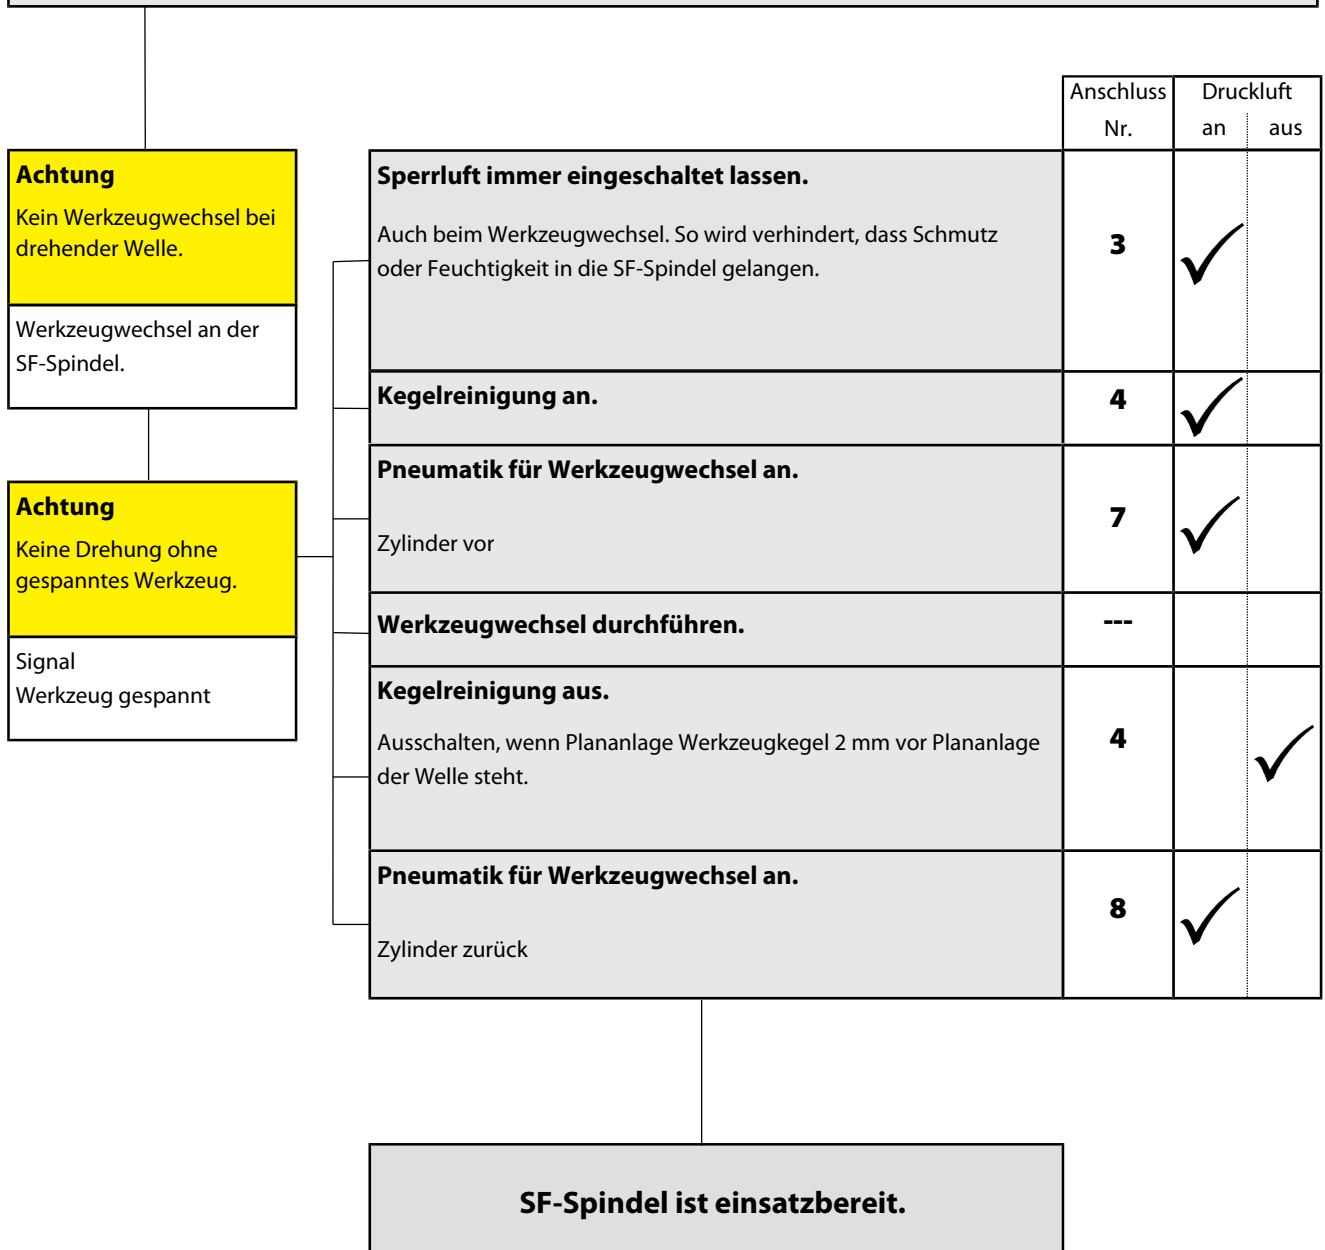 Anschluss
Nr.
Druckluft
an aus
Achtung
Kein Werkzeugwechsel bei
drehender Welle.
Werkzeugwechsel an der
SF-Spindel.
Achtung
Keine Drehung ohne
gespanntes Werkzeug.
Signal
Werkzeug gespannt
Sperrluft immer eingeschaltet lassen.
Auch beim Werkzeugwechsel. So wird verhindert, dass Schmutz
oder Feuchtigkeit in die SF-Spindel gelangen.
3 ✓
Kegelreinigung an.
4 ✓
Pneumatik für Werkzeugwechsel an.
Zylinder vor
7 ✓
Werkzeugwechsel durchführen.
---
Kegelreinigung aus.
Ausschalten, wenn Plananlage Werkzeugkegel 2 mm vor Plananlage
der Welle steht.
4 ✓
Pneumatik für Werkzeugwechsel an.
Zylinder zurück
8 ✓
SF-Spindel ist einsatzbereit.